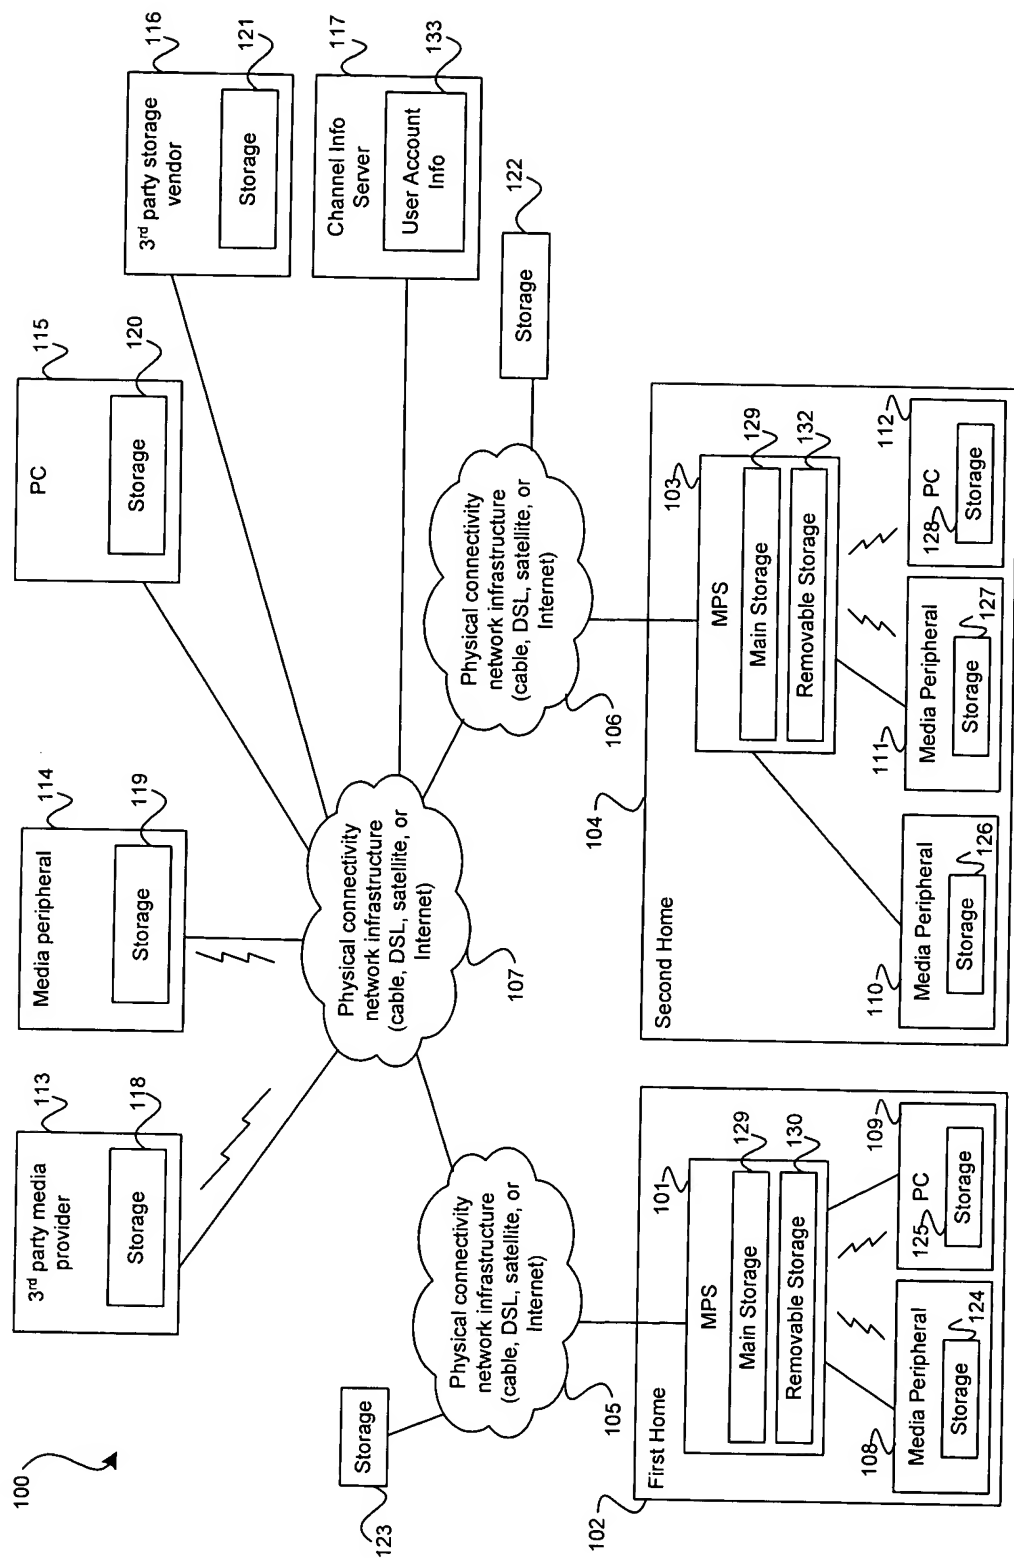 100
3rd party media
provider
Storage
113
118
Media peripheral
Storage
114
119
PC
Storage
115
120
3rd party storage
vendor
Storage
116
121
Channel Info
Server
User Account
Info
117
133
Storage
123
Physical connectivity
network infrastructure
(cable, DSL, satellite, or
Internet)
105
Physical connectivity
network infrastructure
(cable, DSL, satellite, or
Internet)
107
Physical connectivity
network infrastructure
(cable, DSL, satellite, or
Internet)
106
Storage
122
First Home
102
MPS
101
Main Storage
129
Removable Storage
130
Media Peripheral
108
Storage
124
PC
109
125
Storage
Second Home
104
MPS
103
Main Storage
129
Removable Storage
132
Media Peripheral
110
Storage
126
Media Peripheral
111
Storage
127
PC
112
128
Storage